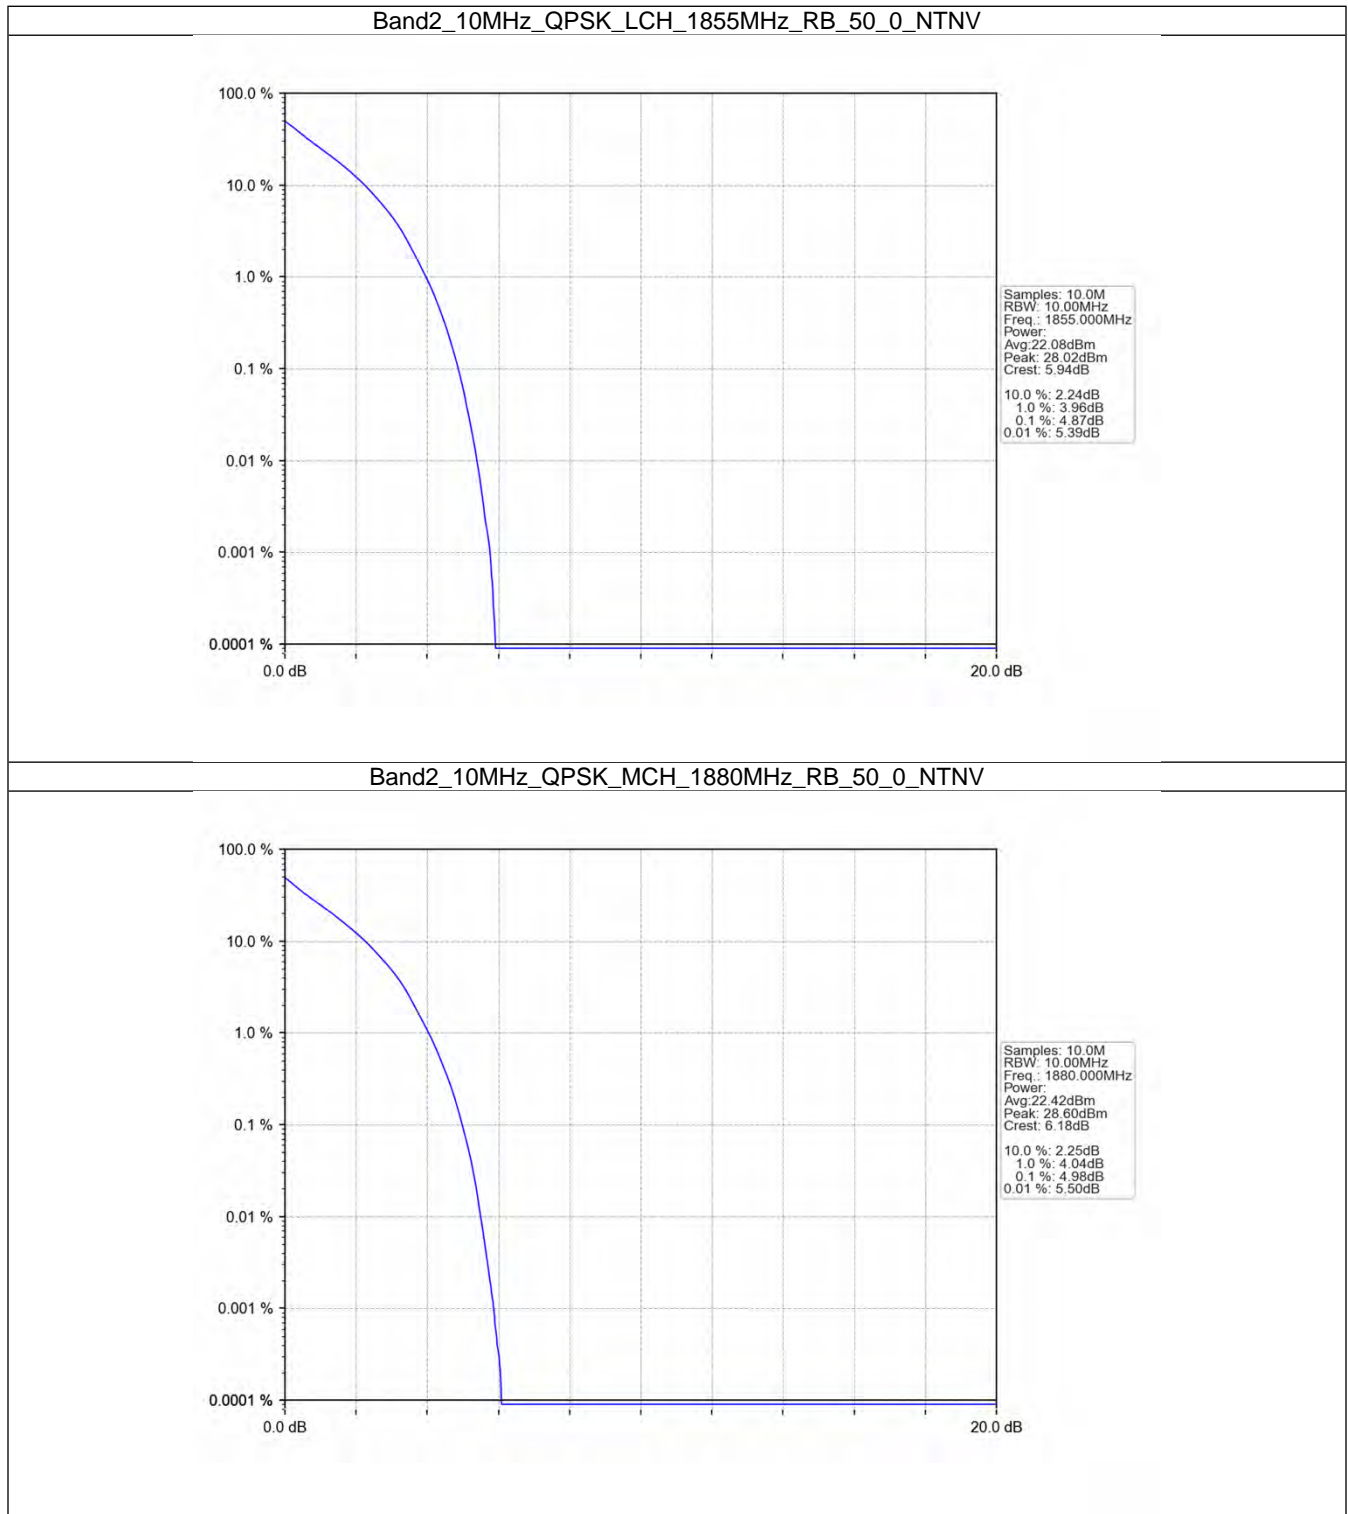 Band2_10MHz_QPSK_LCH_1855MHz_RB_50_0_NTNV
100.0 %
10.0 %
1.0 %
0.1 %
0.01 %
0.001 %
0.0001 %
0.0 dB
20.0 dB
Samples: 10.0M
RBW: 10.00MHz
Freq.: 1855.000MHz
Power:
Avg:22.08dBm
Peak: 28.02dBm
Crest: 5.94dB
10.0 %: 2.24dB
1.0 %: 3.96dB
0.1 %: 4.87dB
0.01 %: 5.39dB
Band2_10MHz_QPSK_MCH_1880MHz_RB_50_0_NTNV
100.0 %
10.0 %
1.0 %
0.1 %
0.01 %
0.001 %
0.0001 %
0.0 dB
20.0 dB
Samples: 10.0M
RBW: 10.00MHz
Freq.: 1880.000MHz
Power:
Avg:22.42dBm
Peak: 28.60dBm
Crest: 6.18dB
10.0 %: 2.25dB
1.0 %: 4.04dB
0.1 %: 4.98dB
0.01 %: 5.50dB